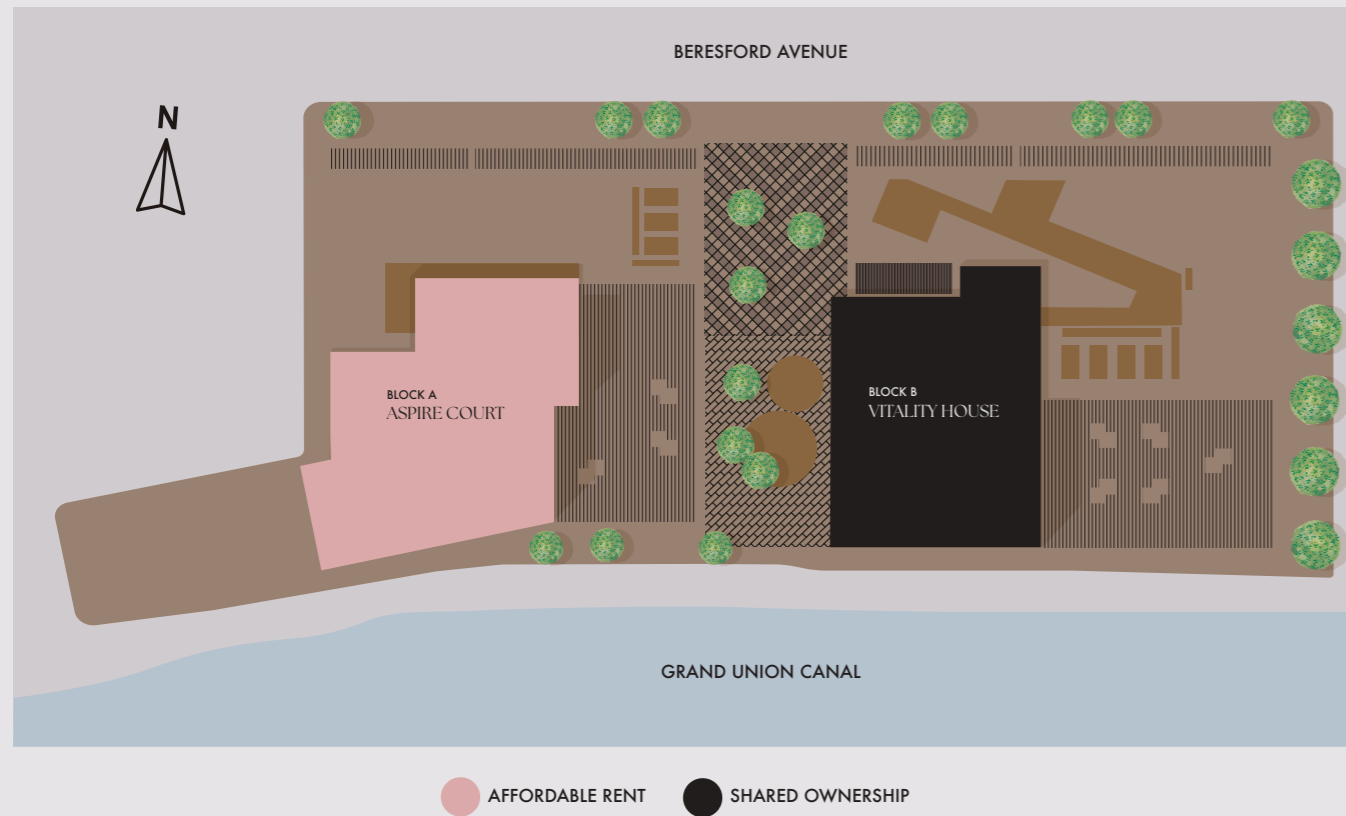 BERESFORD AVENUE
N
BLOCK A
ASPIRE COURT
BLOCK B
VITALITY HOUSE
GRAND UNION CANAL
AFFORDABLE RENT
SHARED OWNERSHIP